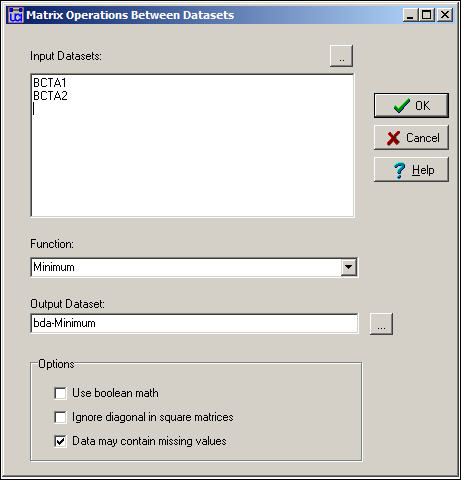 UCI Matrix Operations Between Datasets
Input Datasets:
..
BCTA1
BCTA2
OK
Cancel
Help
Function:
Minimum
Output Dataset:
bda-Minimum
...
Options
Use boolean math
Ignore diagonal in square matrices
Data may contain missing values